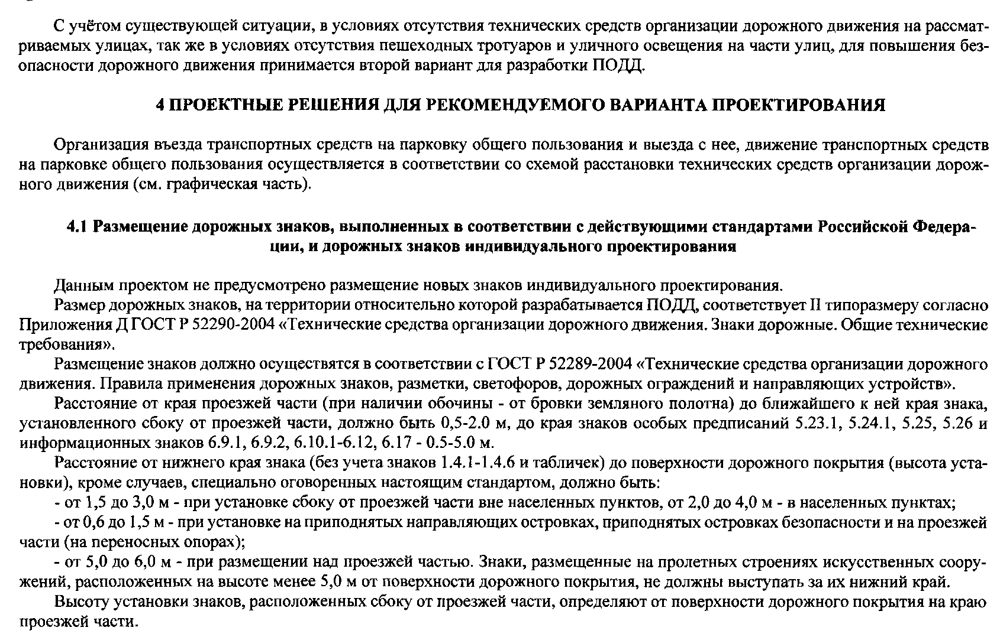 С учётом существующей ситуации, в условиях отсутствия технических средств организации дорожного движения на рассмат-
риваемых улицах, так же в условиях отсутствия пешеходных тротуаров и уличного освещения на части улиц, для повышения без-
опасности дорожного движения принимается второй вариант для разработки ПОДД.
4 ПРОЕКТНЫЕ РЕШЕНИЯ ДЛЯ РЕКОМЕНДУЕМОГО ВАРИАНТА ПРОЕКТИРОВАНИЯ
Организация въезда транспортных средств на парковку общего пользования и выезда с нее, движение транспортных средств
на парковке общего пользования осуществляется в соответствии со схемой расстановки технических средств организации дорож-
ного движения (см. графическая часть).
4.1 Размещение дорожных знаков, выполненных в соответствии с действующими стандартами Российской Федера-
ции, и дорожных знаков индивидуального проектирования
Данным проектом не предусмотрено размещение новых знаков индивидуального проектирования.
Размер дорожных знаков, на территории относительно которой разрабатывается ПОДД, соответствует II типоразмеру согласно
Приложения Д ГОСТ Р 52290-2004 «Технические средства организации дорожного движения. Знаки дорожные. Общие технические
требования».
Размещение знаков должно осуществятся в соответствии с ГОСТ Р 52289-2004 «Технические средства организации дорожного
движения. Правила применения дорожных знаков, разметки, светофоров, дорожных ограждений и направляющих устройств».
Расстояние от края проезжей части (при наличии обочины - от бровки земляного полотна) до ближайшего к ней края знака,
установленного сбоку от проезжей части, должно быть 0,5-2.0 м, до края знаков особых предписаний 5.23.1, 5.24.1, 5.25, 5.26 и
информационных знаков 6.9.1, 6.9.2, 6.10.1-6.12, 6.17 - 0.5-5.0 м.
Расстояние от нижнего края знака (без учета знаков 1.4.1-1.4.6 и табличек) до поверхности дорожного покрытия (высота уста-
новки), кроме случаев, специально оговоренных настоящим стандартом, должно быть:
- от 1,5 до 3,0 м - при установке сбоку от проезжей части вне населенных пунктов, от 2,0 до 4,0 м - в населенных пунктах;
- от 0,6 до 1,5 м - при установке на приподнятых направляющих островках, приподнятых островках безопасности и на проезжей
части (на переносных опорах);
- от 5,0 до 6,0 м - при размещении над проезжей частью. Знаки, размещенные на пролетных строениях искусственных соору-
жений, расположенных на высоте менее 5,0 м от поверхности дорожного покрытия, не должны выступать за их нижний край.
Высоту установки знаков, расположенных сбоку от проезжей части, определяют от поверхности дорожного покрытия на краю
проезжей части.